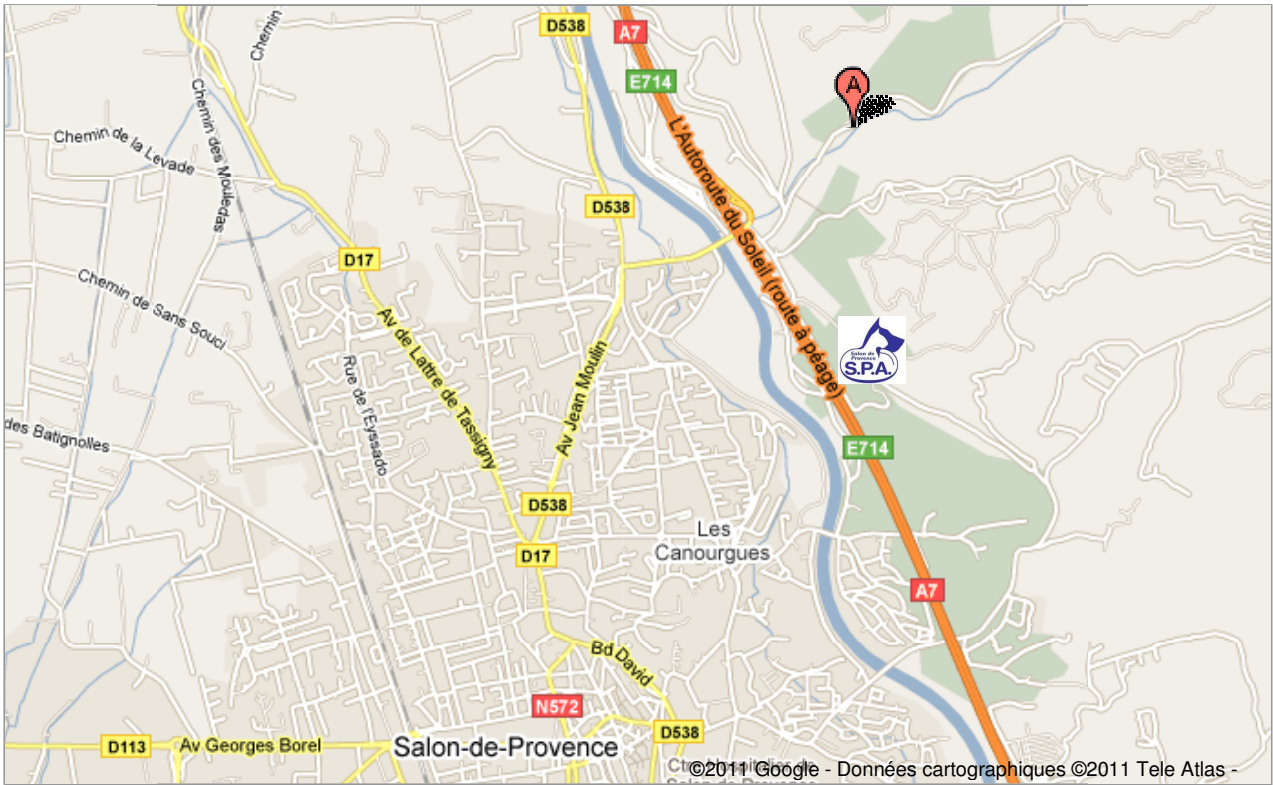 D538
A7
E714
A
Chemin
Chemin de la Levade
Chemin des Moulepas
L'Autoroute du Soleil (route à péage)
D538
D17
Chemin de Sans Souci
Av de Lattre de Tassigny
Rue de l'Eyssado
Av Jean Moulin
Salon de
Provence
S.P.A.
des Batignolles
E714
D538
Les
Canourgues
D17
A7
Bd David
N572
D538
D113
Av Georges Borel
Salon-de-Provence
©2011 Google - Données cartographiques ©2011 Tele Atlas -